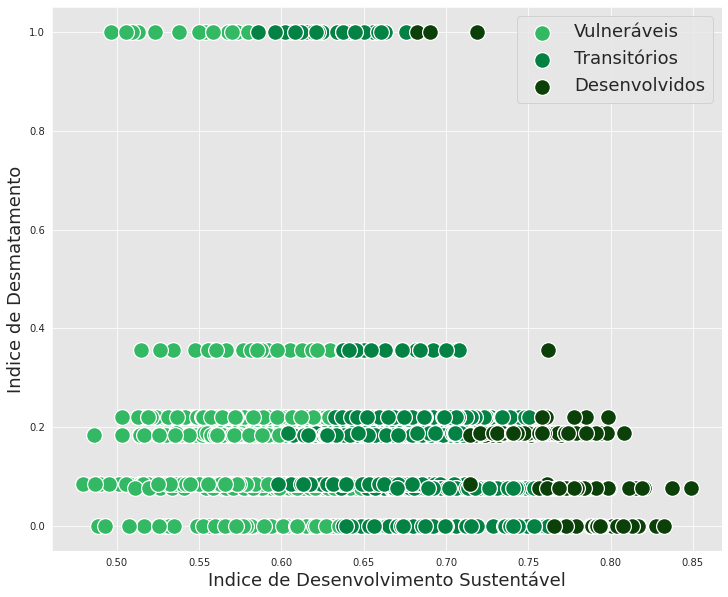 Vulneráveis
Transitórios
Desenvolvidos
1.0
0.8
0.6
0.4
0.2
0.0
Indice de Desmatamento
0.50 0.55 0.60 0.65 0.70 0.75 0.80 0.85
Indice de Desenvolvimento Sustentável